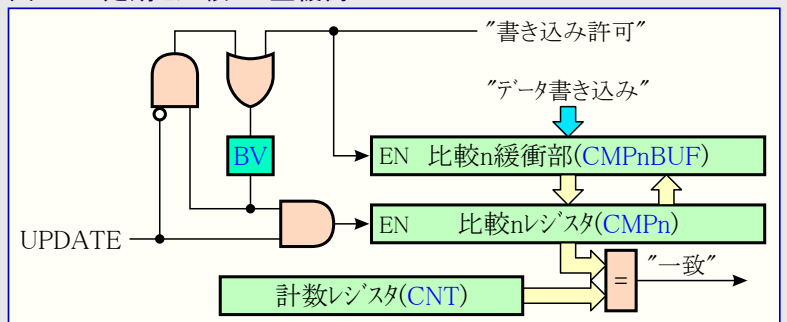 "書き込み許可"
"データ書き込み"
BV
EN 比較n緩衝部(CMPnBUF)
EN 比較nレジスタ(CMPn)
UPDATE
"一致"
=
計数レジスタ(CNT)